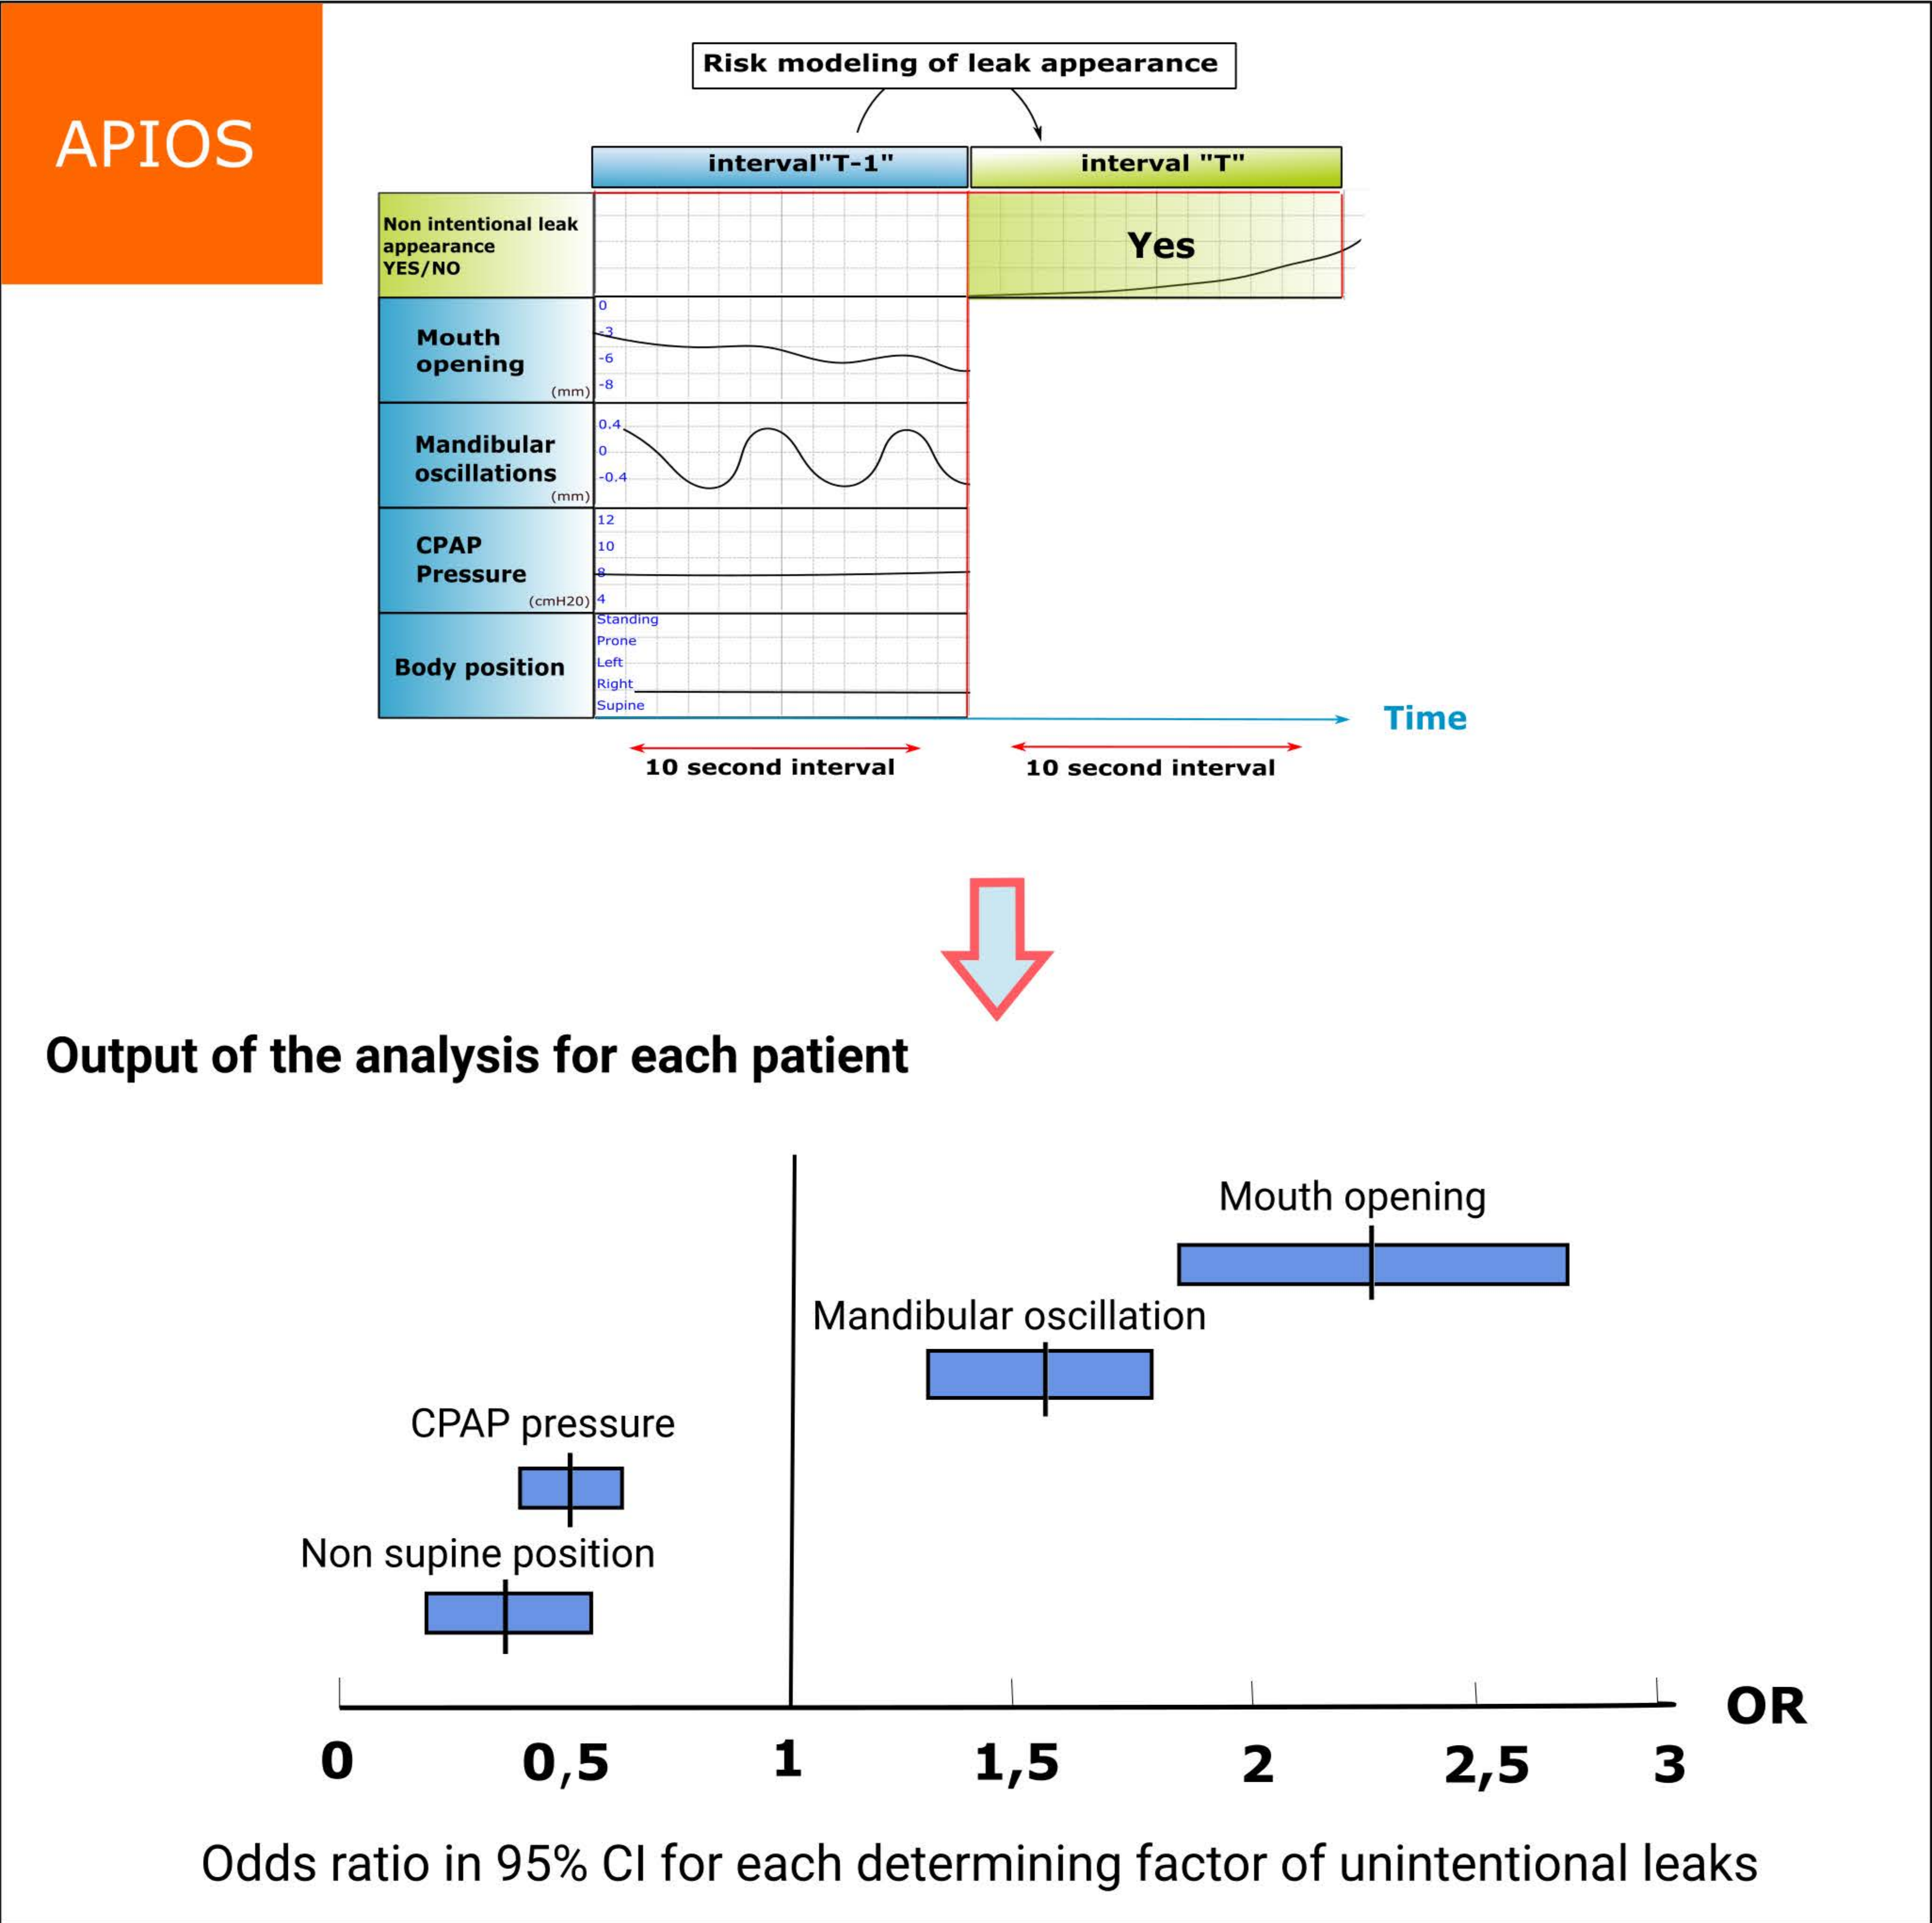 APIOS
Risk modeling of leak appearance
interval"T-1"
interval "T"
Non intentional leak
appearance
YES/NO
Yes
Mouth
opening
(mm)
0
-3
-6
-8
Mandibular
oscillations
(mm)
0.4
0
-0.4
CPAP
Pressure
(cmH20)
12
10
8
4
Body position
Standing
Prone
Left
Right
Supine
Time
10 second interval
10 second interval
Output of the analysis for each patient
Mouth opening
Mandibular oscillation
CPAP pressure
Non supine position
OR
0 0,5 1 1,5 2 2,5 3
Odds ratio in 95% CI for each determining factor of unintentional leaks